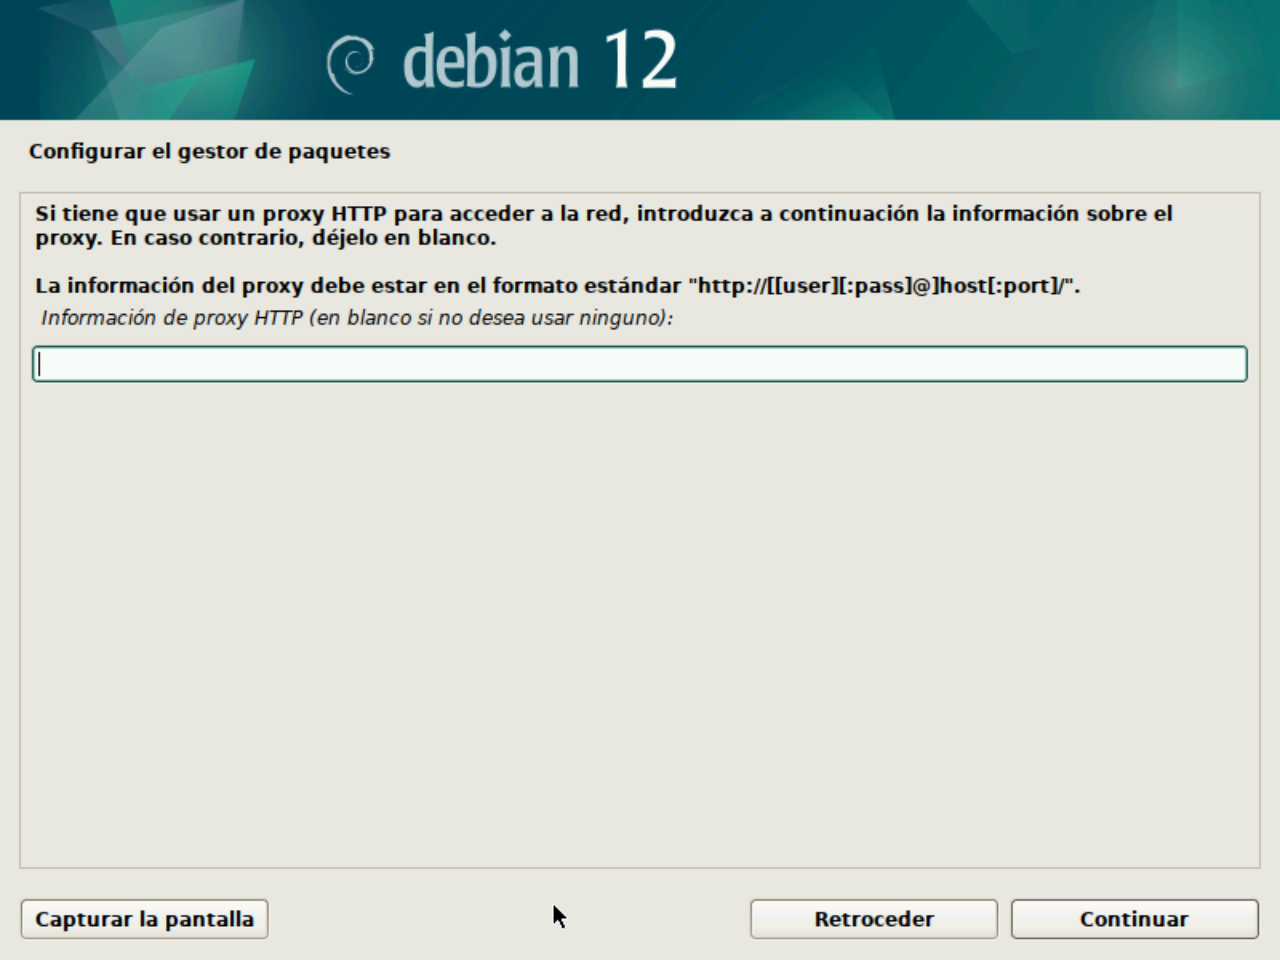 debian 12
Configurar el gestor de paquetes
Si tiene que usar un proxy HTTP para acceder a la red, introduzca a continuación la información sobre el
proxy. En caso contrario, déjelo en blanco.
La información del proxy debe estar en el formato estándar "http://[[user][:pass]@]host[:port]/".
Información de proxy HTTP (en blanco si no desea usar ninguno):
Capturar la pantalla
Retroceder
Continuar